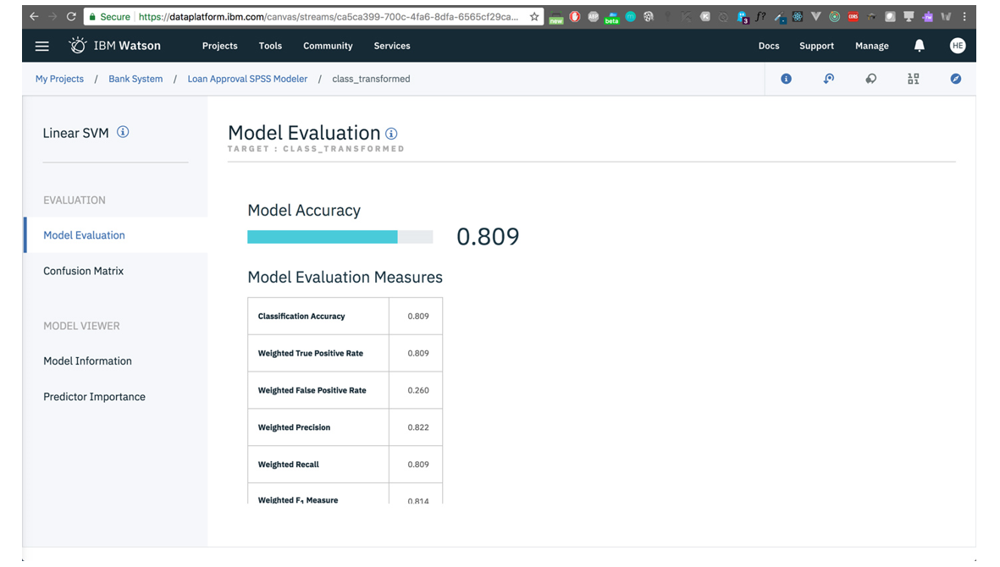 Secure https://dataplatform.ibm.com/canvas/streams/ca5ca399-700c-4fa6-8dfa-6565cf29ca...
new
beta
3
f?
CORS
IBM Watson
Projects
Tools
Community
Services
Docs
Support
Manage
HE
My Projects / Bank System / Loan Approval SPSS Modeler / class_transformed
Linear SVM
EVALUATION
Model Evaluation
Confusion Matrix
MODEL VIEWER
Model Information
Predictor Importance
Model Evaluation
TARGET : CLASS_TRANSFORMED
Model Accuracy
0.809
Model Evaluation Measures
Classification Accuracy 0.809
Weighted True Positive Rate 0.809
Weighted False Positive Rate 0.260
Weighted Precision 0.822
Weighted Recall 0.809
Weighted F₁ Measure 0.814